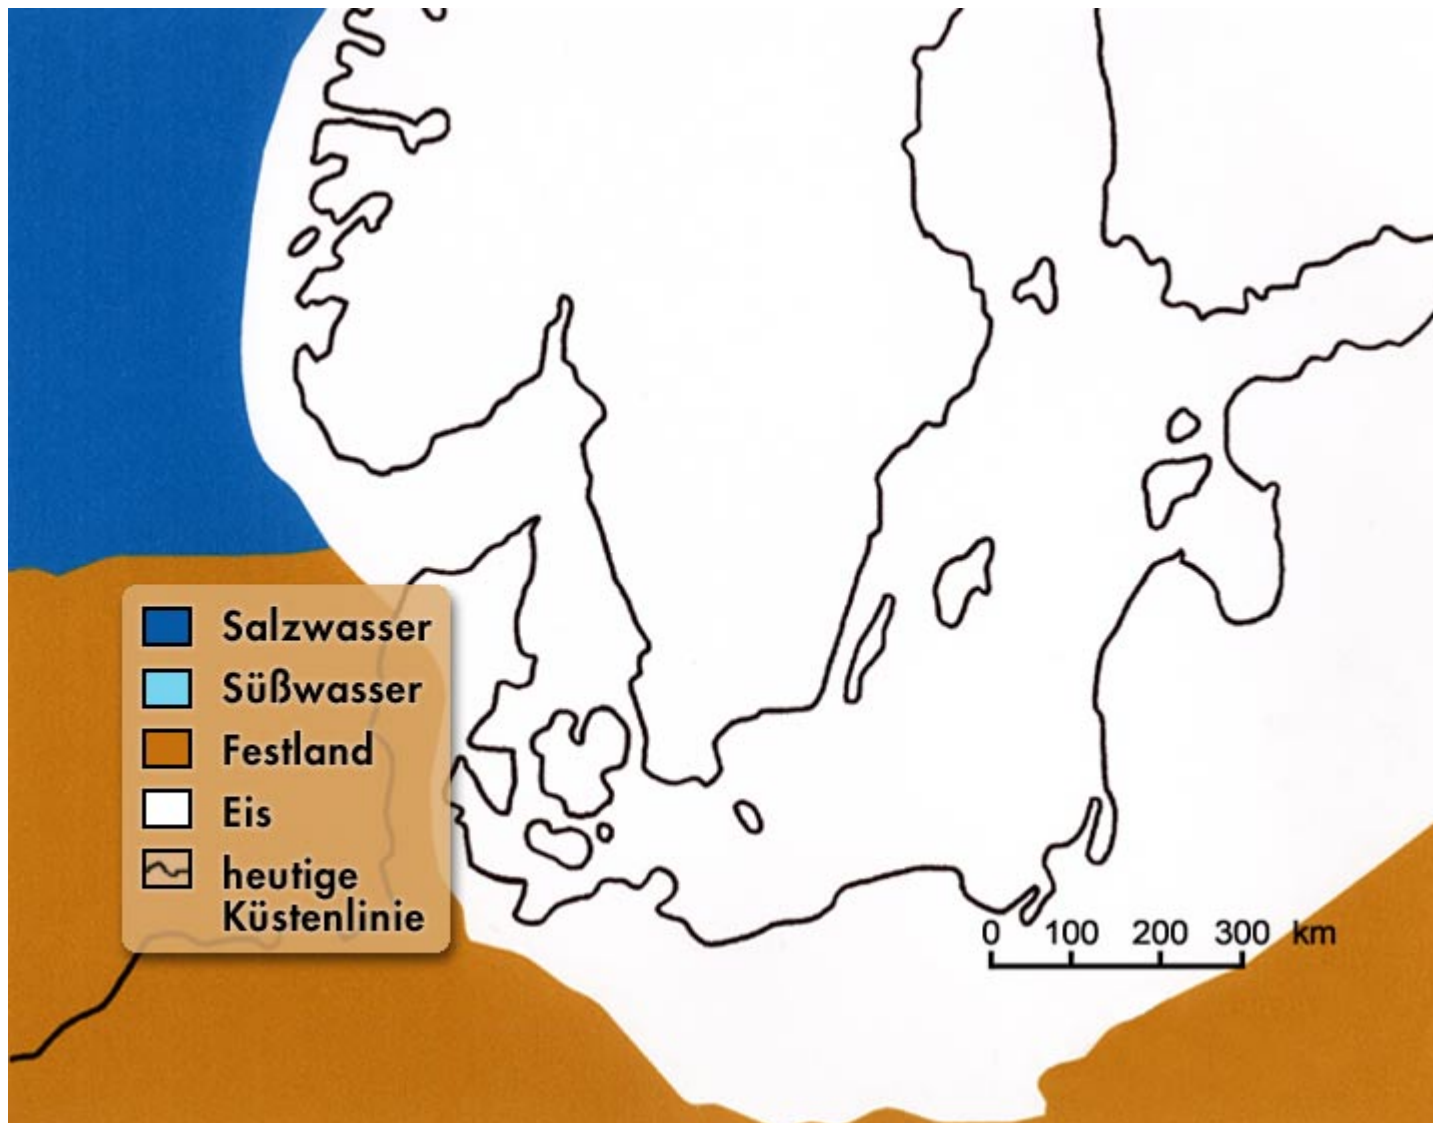 Salzwasser
Süßwasser
Festland
Eis
heutige
Küstenlinie
0 100 200 300 km